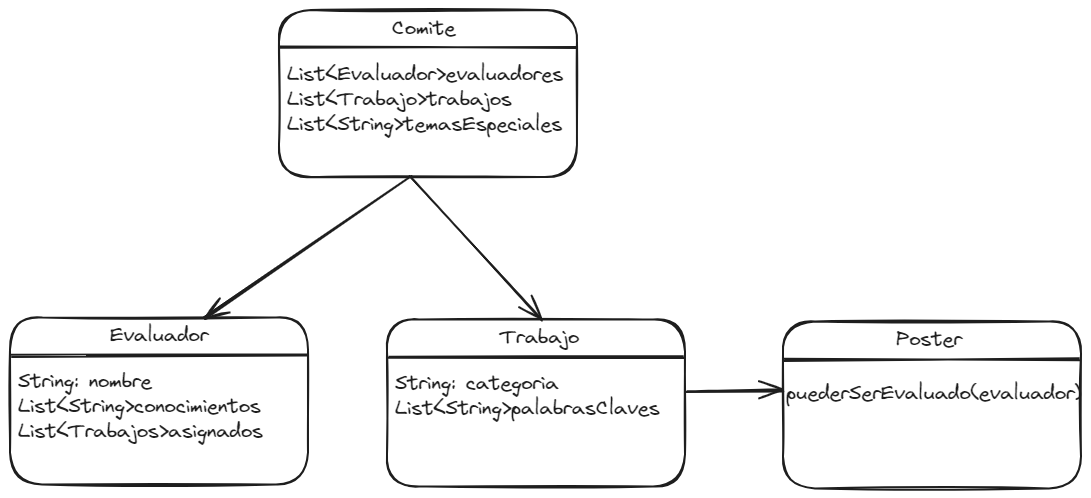 Comite
List<Evaluador>evaluadores
List<Trabajo>trabajos
List<String>temasEspeciales
Evaluador
String: nombre
List<String>conocimientos
List<Trabajos>asignados
Trabajo
String: categoria
List<String>palabrasClaves
Poster
puederSerEvaluado(evaluador)